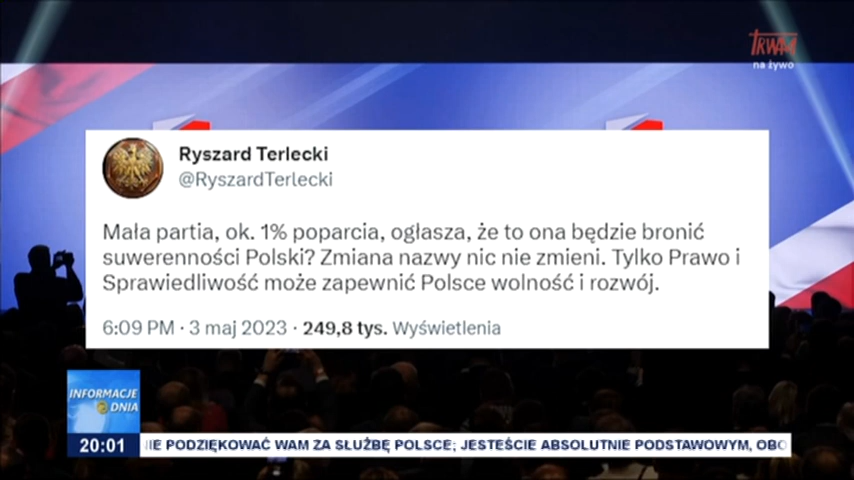 TRWAM
na żywo
Ryszard Terlecki
@RyszardTerlecki
Mała partia, ok. 1% poparcia, ogłasza, że to ona będzie bronić
suwerenności Polski? Zmiana nazwy nic nie zmieni. Tylko Prawo i
Sprawiedliwość może zapewnić Polsce wolność i rozwój.
6:09 PM · 3 maj 2023 · 249,8 tys. Wyświetlenia
INFORMACJE
DNIA
20:01
NIE PODZIĘKOWAĆ WAM ZA SŁUŻBĘ POLSCE; JESTEŚCIE ABSOLUTNIE PODSTAWOWYM, OBO